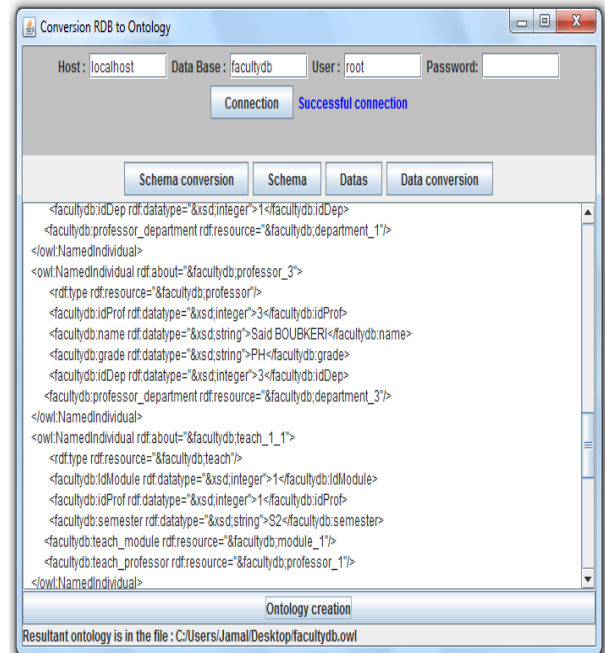 Conversion RDB to Ontology
Host : localhost Data Base : facultydb User : root Password:
Connection Successful connection
Schema conversion Schema Datas Data conversion
<facultydb:idDep rdf:datatype="&xsd;integer">1</facultydb:idDep>
<facultydb:professor_department rdf:resource="&facultydb;department_1"/>
</owl:NamedIndividual>
<owl:NamedIndividual rdf:about="&facultydb;professor_3">
<rdf:type rdf:resource="&facultydb;professor"/>
<facultydb:idProf rdf:datatype="&xsd;integer">3</facultydb:idProf>
<facultydb:name rdf:datatype="&xsd;string">Said BOUBKERI</facultydb:name>
<facultydb:grade rdf:datatype="&xsd;string">PH</facultydb:grade>
<facultydb:idDep rdf:datatype="&xsd;integer">3</facultydb:idDep>
<facultydb:professor_department rdf:resource="&facultydb;department_3"/>
</owl:NamedIndividual>
<owl:NamedIndividual rdf:about="&facultydb;teach_1_1">
<rdf:type rdf:resource="&facultydb;teach"/>
<facultydb:IdModule rdf:datatype="&xsd;integer">1</facultydb:IdModule>
<facultydb:idProf rdf:datatype="&xsd;integer">1</facultydb:idProf>
<facultydb:semester rdf:datatype="&xsd;string">S2</facultydb:semester>
<facultydb:teach_module rdf:resource="&facultydb;module_1"/>
<facultydb:teach_professor rdf:resource="&facultydb;professor_1"/>
</owl:NamedIndividual>
Ontology creation
Resultant ontology is in the file : C:/Users/Jamal/Desktop/facultydb.owl